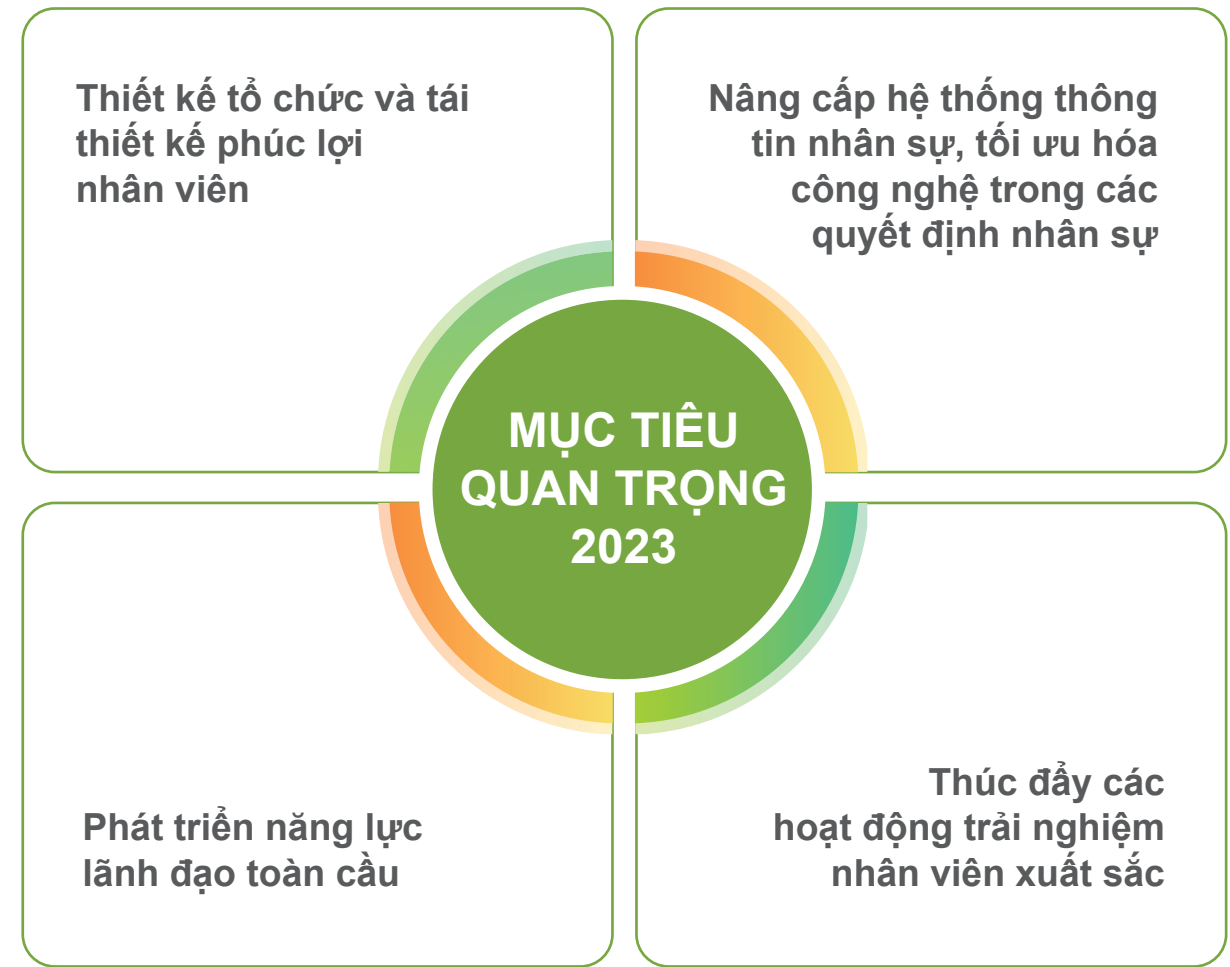 Thiết kế tổ chức và tái
thiết kế phúc lợi
nhân viên
Nâng cấp hệ thống thông
tin nhân sự, tối ưu hóa
công nghệ trong các
quyết định nhân sự
MỤC TIÊU
QUAN TRỌNG
2023
Phát triển năng lực
lãnh đạo toàn cầu
Thúc đẩy các
hoạt động trải nghiệm
nhân viên xuất sắc